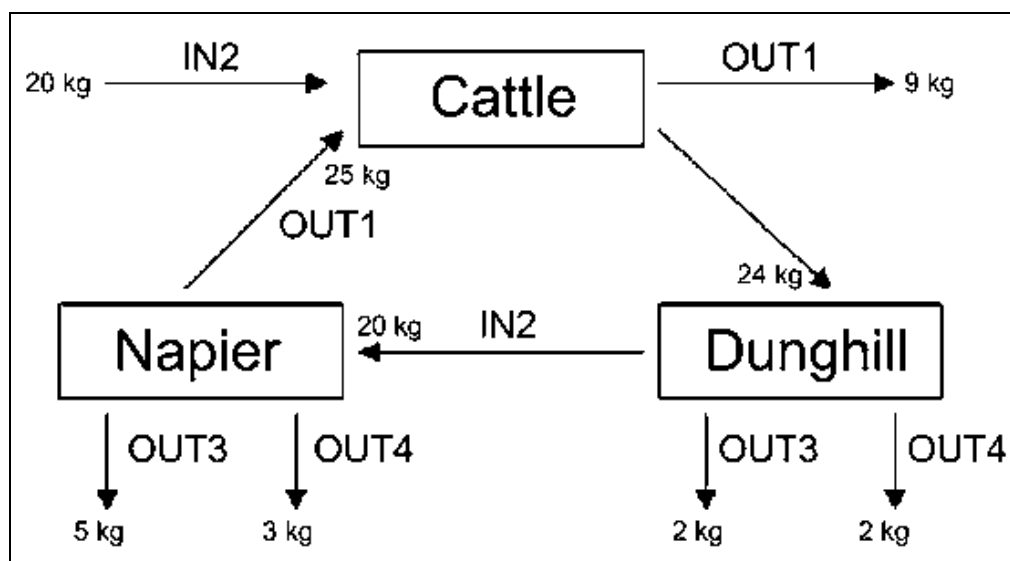 20 kg
IN2
Cattle
OUT1
9 kg
25 kg
OUT1
24 kg
Napier
20 kg
IN2
Dunghill
OUT3
OUT4
OUT3
OUT4
5 kg
3 kg
2 kg
2 kg